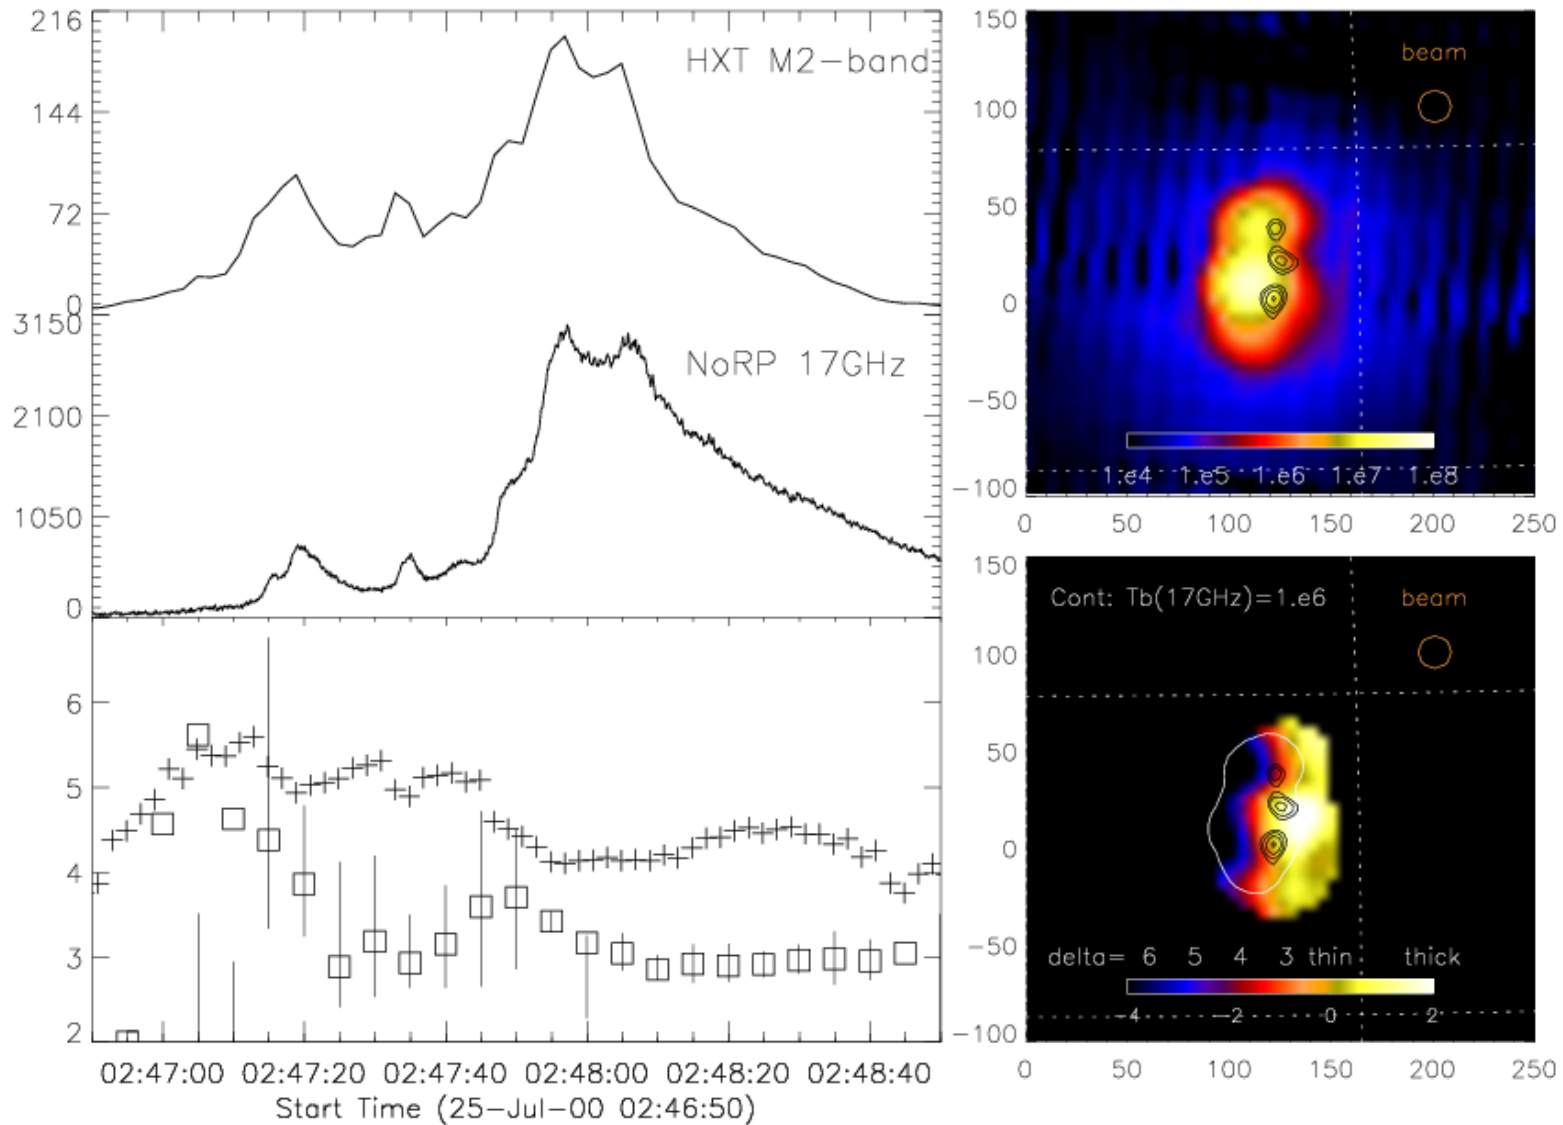 216
HXT M2-band
144
72
0
3150
NoRP 17GHz
2100
1050
0
6
5
4
3
2
02:47:00 02:47:20 02:47:40 02:48:00 02:48:20 02:48:40
Start Time (25-Jul-00 02:46:50)
150
beam
100
50
0
-50
1.e4 1.e5 1.e6 1.e7 1.e8
-100
0 50 100 150 200 250
150
Cont: Tb(17GHz)=1.e6 beam
100
50
0
-50
delta= 6 5 4 3 thin thick
-4 -2 0 2
-100
0 50 100 150 200 250